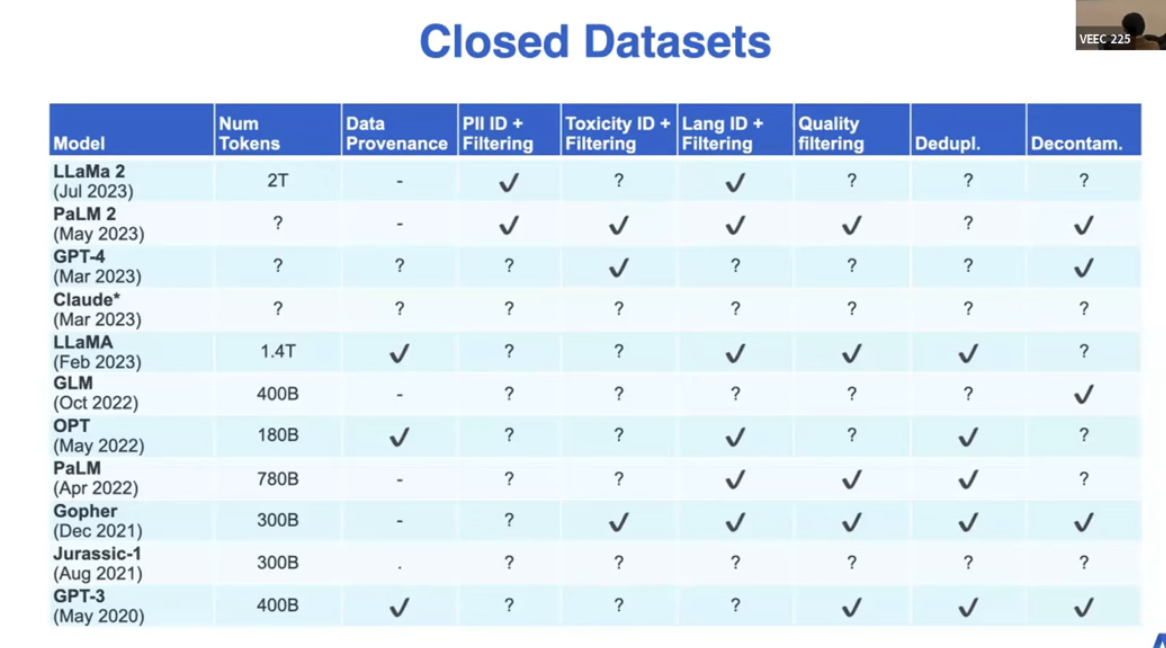 Closed Datasets
VEEC 225
Model | Num Tokens | Data Provenance | PII ID + Filtering | Toxicity ID + Filtering | Lang ID + Filtering | Quality filtering | Dedupl. | Decontam.
LLaMa 2 (Jul 2023) | 2T | - | ✓ | ? | ✓ | ? | ? | ?
PaLM 2 (May 2023) | ? | - | ✓ | ✓ | ✓ | ✓ | ? | ✓
GPT-4 (Mar 2023) | ? | ? | ? | ✓ | ? | ? | ? | ✓
Claude* (Mar 2023) | ? | ? | ? | ? | ? | ? | ? | ?
LLaMA (Feb 2023) | 1.4T | ✓ | ? | ? | ✓ | ✓ | ✓ | ?
GLM (Oct 2022) | 400B | - | ? | ? | ? | ? | ? | ✓
OPT (May 2022) | 180B | ✓ | ? | ? | ✓ | ? | ✓ | ?
PaLM (Apr 2022) | 780B | - | ? | ? | ✓ | ✓ | ✓ | ?
Gopher (Dec 2021) | 300B | - | ? | ✓ | ✓ | ✓ | ✓ | ✓
Jurassic-1 (Aug 2021) | 300B | . | ? | ? | ? | ? | ? | ?
GPT-3 (May 2020) | 400B | ✓ | ? | ? | ? | ✓ | ✓ | ✓